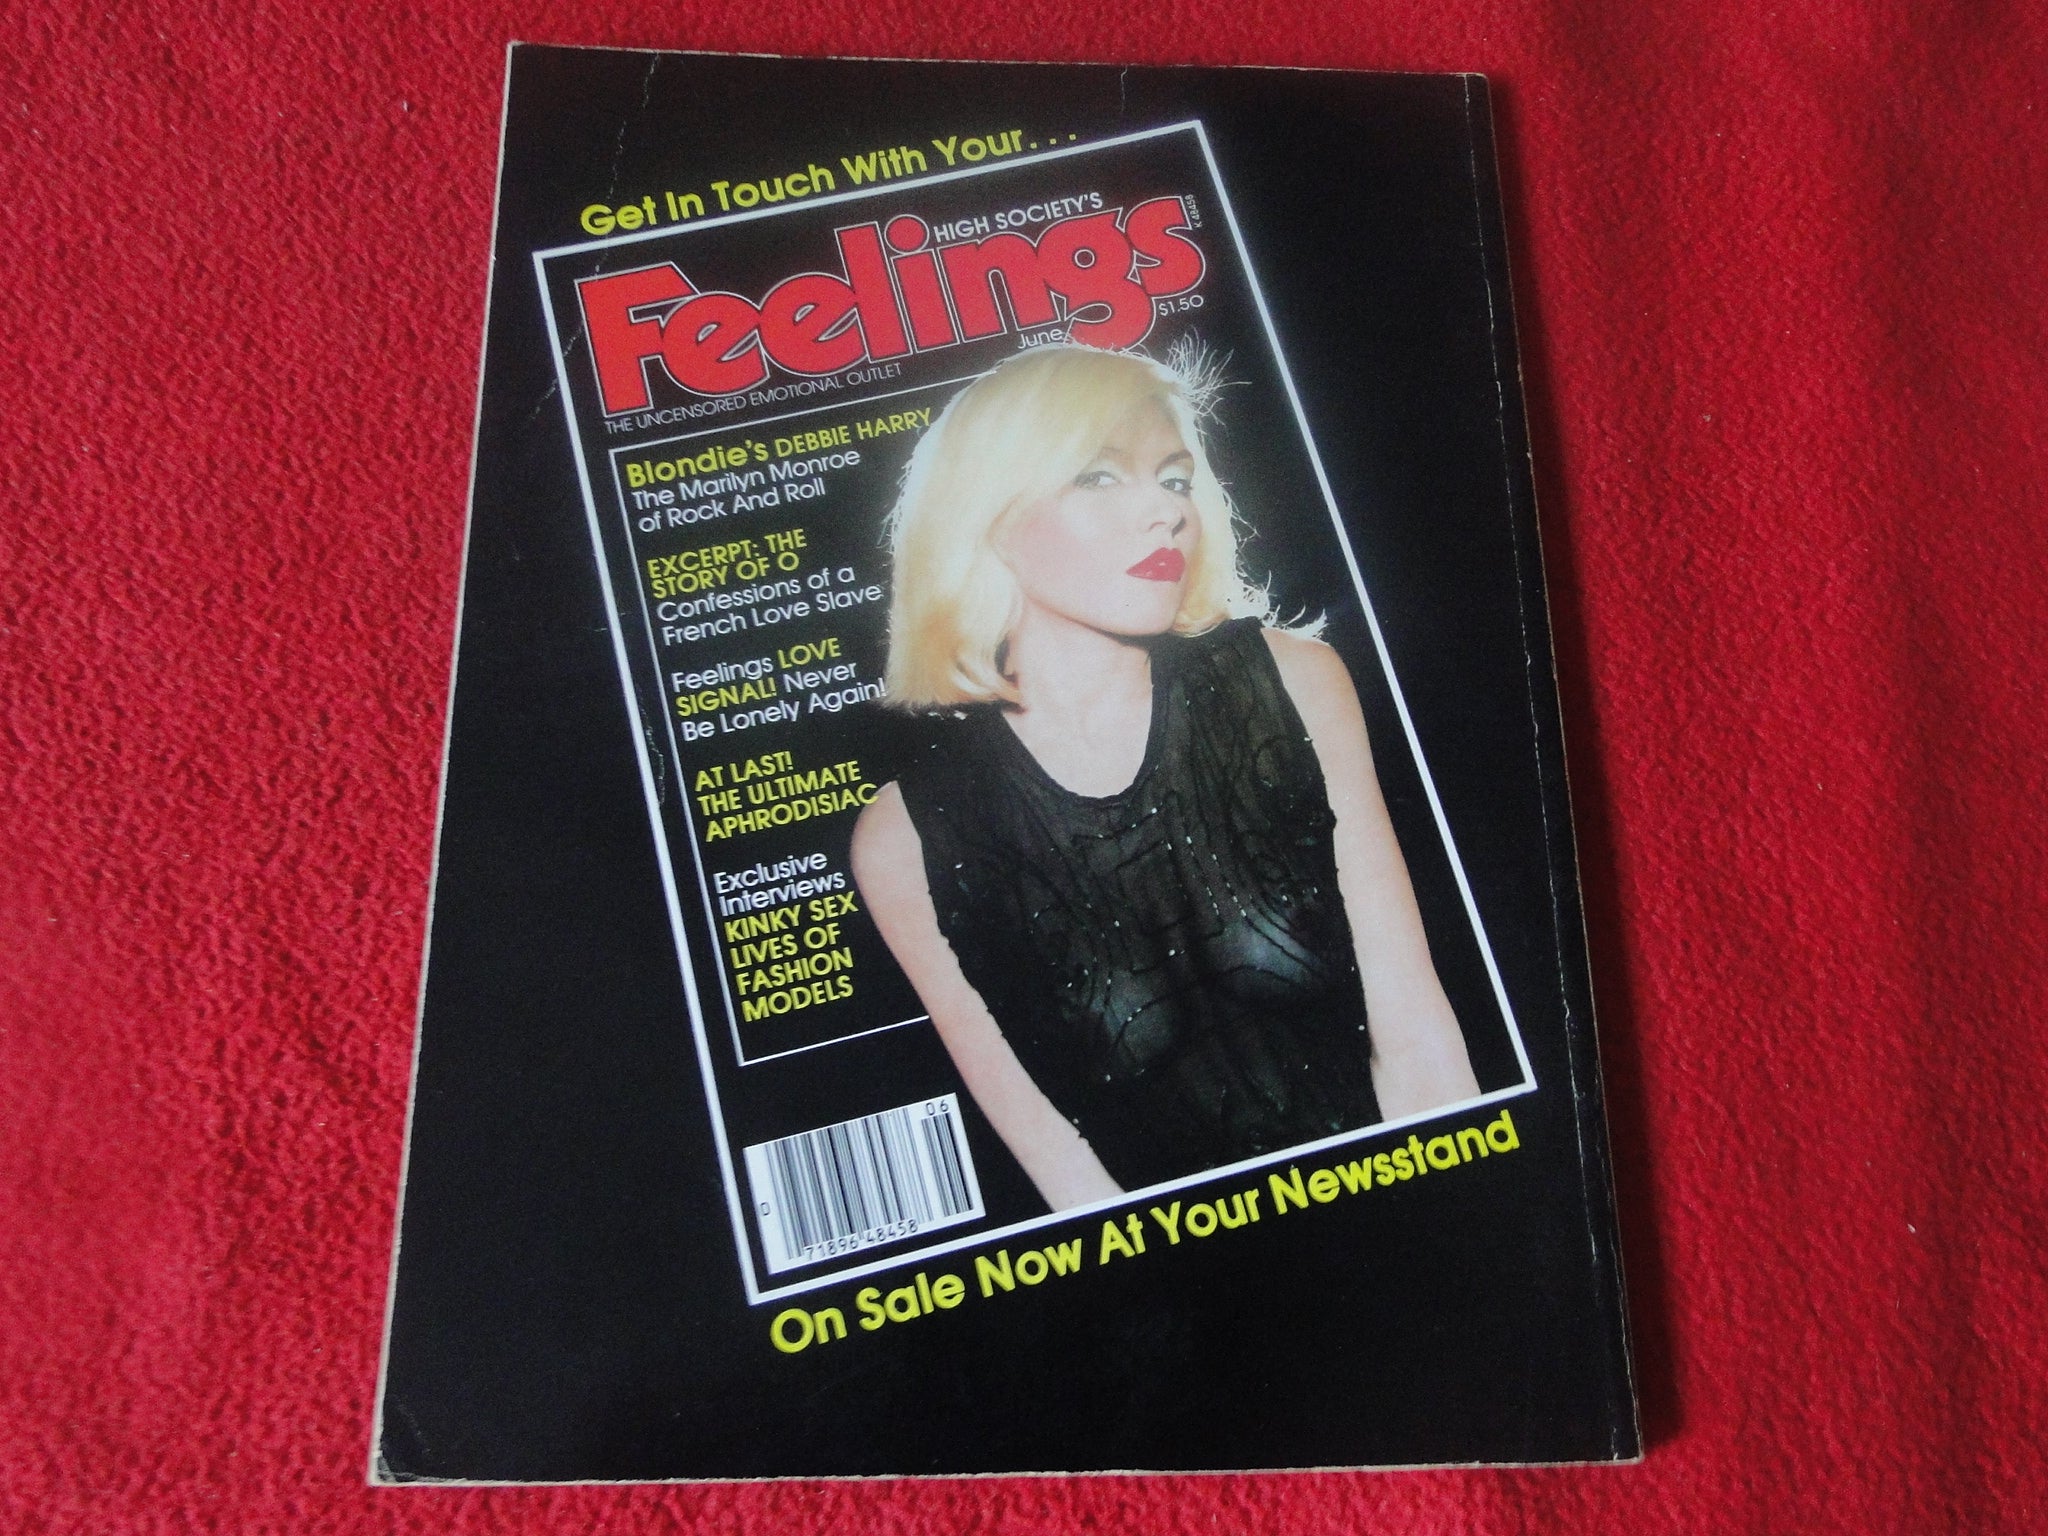 Get In Touch With Your. . .
HIGH SOCIETY'S
Feelings
K 48458
$1.50
June
THE UNCENSORED EMOTIONAL OUTLET
Blondie's DEBBIE HARRY
The Marilyn Monroe
of Rock And Roll
EXCERPT: THE
STORY OF O
Confessions of a
French Love Slave
Feelings LOVE
SIGNAL! Never
Be Lonely Again!
AT LAST!
THE ULTIMATE
APHRODISIAC
Exclusive
Interviews
KINKY SEX
LIVES OF
FASHION
MODELS
06
0
71896 48458
On Sale Now At Your Newsstand